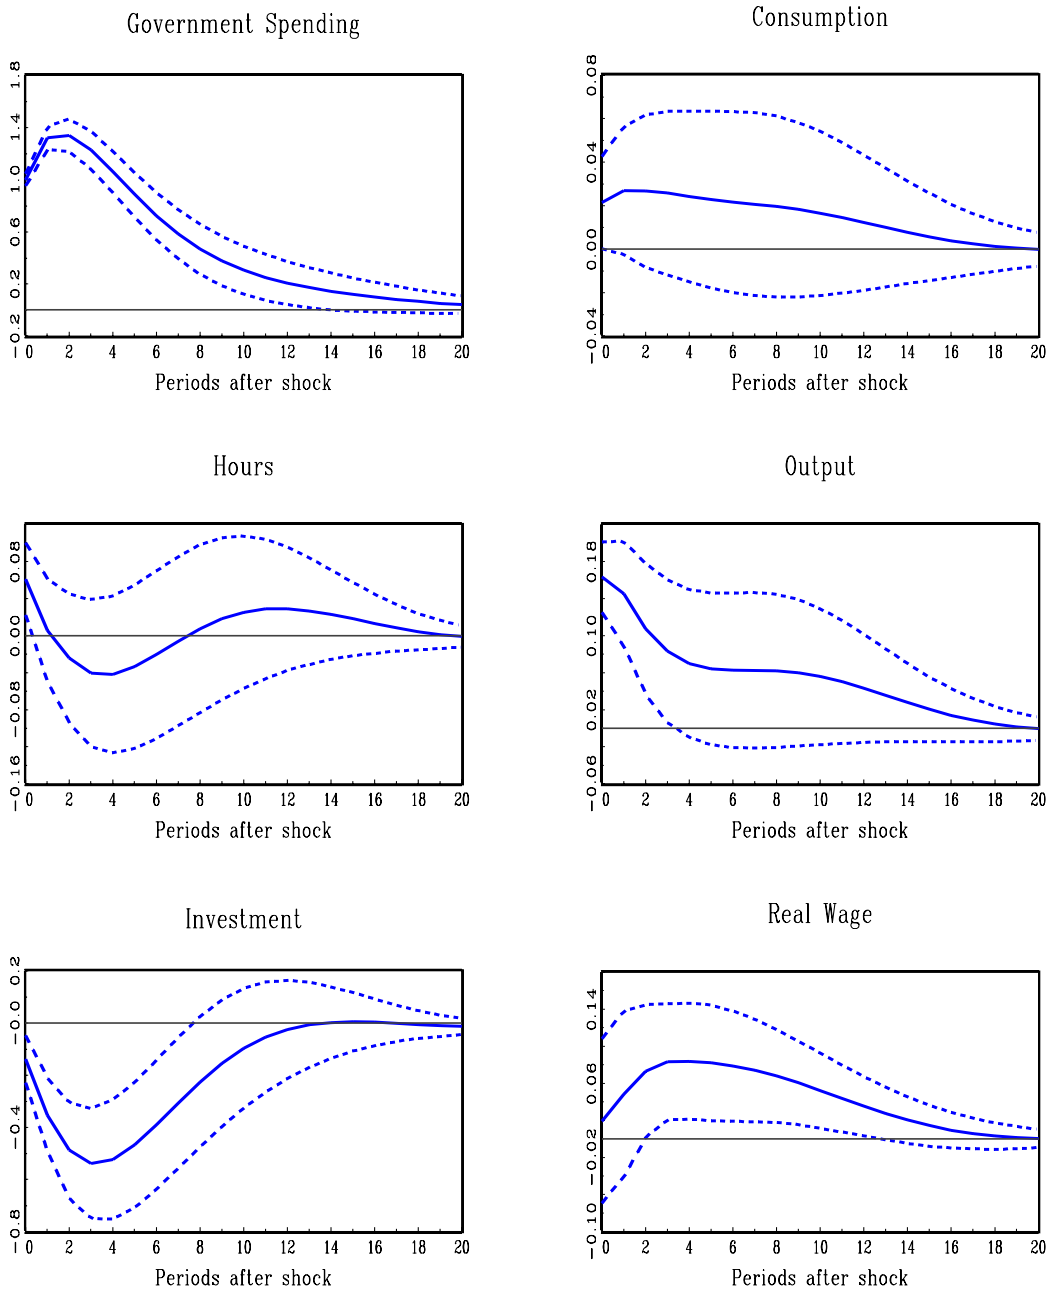 Government Spending
1.8
1.4
1.0
0.6
0.2
−0.2
0 2 4 6 8 10 12 14 16 18 20
Periods after shock
Consumption
0.08
0.04
0.00
−0.04
0 2 4 6 8 10 12 14 16 18 20
Periods after shock
Hours
0.08
0.00
−0.08
−0.16
0 2 4 6 8 10 12 14 16 18 20
Periods after shock
Output
0.18
0.10
0.02
−0.06
0 2 4 6 8 10 12 14 16 18 20
Periods after shock
Investment
0.2
−0.0
−0.4
−0.8
0 2 4 6 8 10 12 14 16 18 20
Periods after shock
Real Wage
0.14
0.06
−0.02
−0.10
0 2 4 6 8 10 12 14 16 18 20
Periods after shock